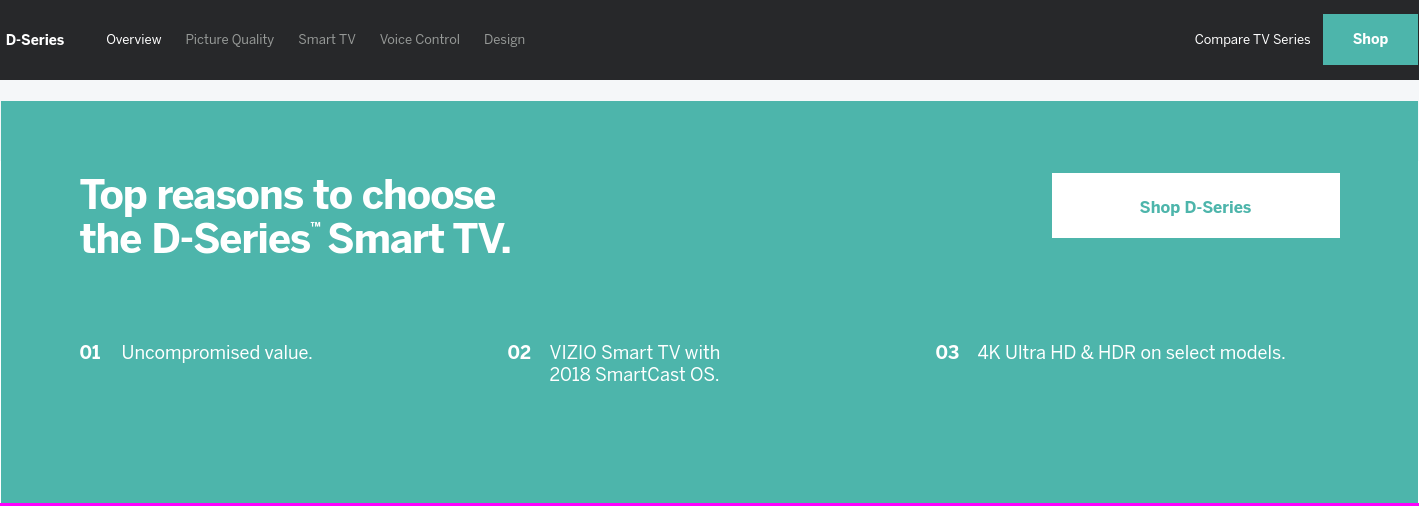 D-Series Overview Picture Quality Smart TV Voice Control Design Compare TV Series Shop
Top reasons to choose
the D-Series™ Smart TV.
Shop D-Series
01 Uncompromised value.
02 VIZIO Smart TV with
2018 SmartCast OS.
03 4K Ultra HD & HDR on select models.